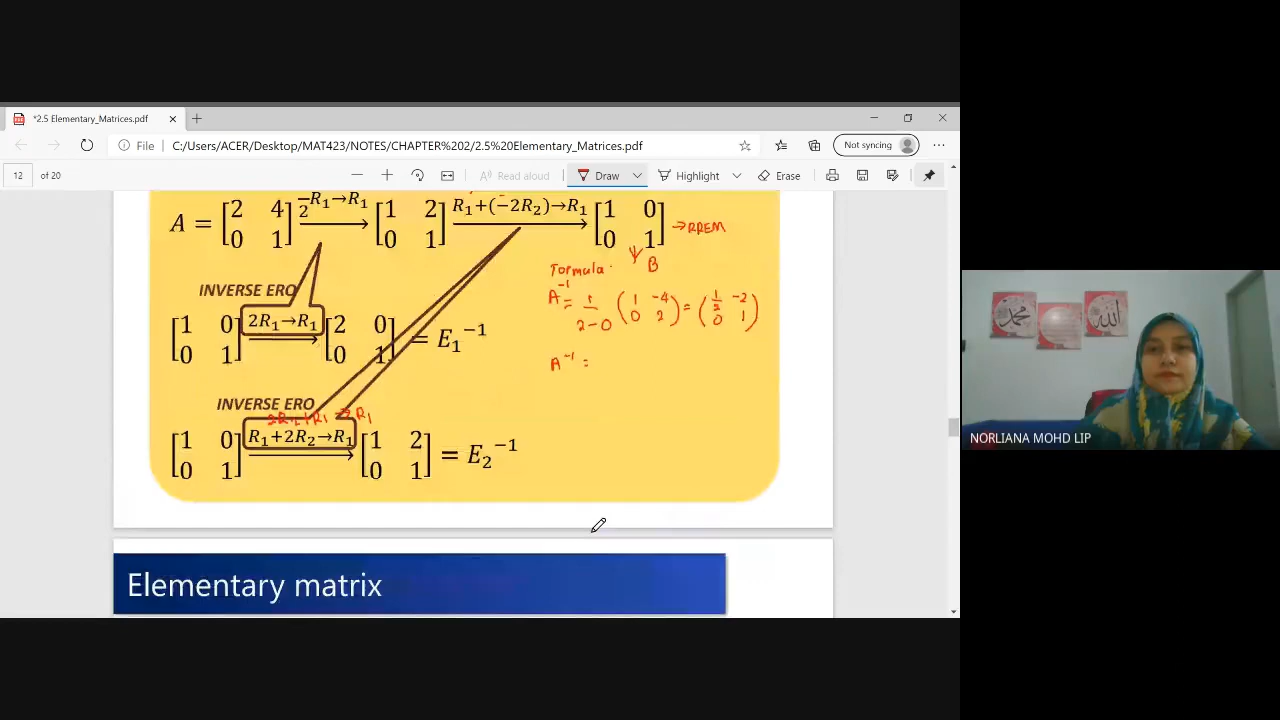 *2.5 Elementary_Matrices.pdf
File C:/Users/ACER/Desktop/MAT423/NOTES/CHAPTER%202/2.5%20Elementary_Matrices.pdf Not syncing
12 of 20 Read aloud Draw Highlight Erase
A = [2 4; 0 1] ‾2R₁→R₁ [1 2; 0 1] R₁+(−2R₂)→R₁ [1 0; 0 1] → RREM
↓ B
Formula.
A⁻¹ = 1/(2−0) (1 −4; 0 2) = (1/2 −2; 0 1)
INVERSE ERO
[1 0; 0 1] 2R₁→R₁ [2 0; 0 1] = E₁⁻¹
A⁻¹ =
INVERSE ERO
2R₂+R₁→R₁
[1 0; 0 1] R₁+2R₂→R₁ [1 2; 0 1] = E₂⁻¹
Elementary matrix
NORLIANA MOHD LIP